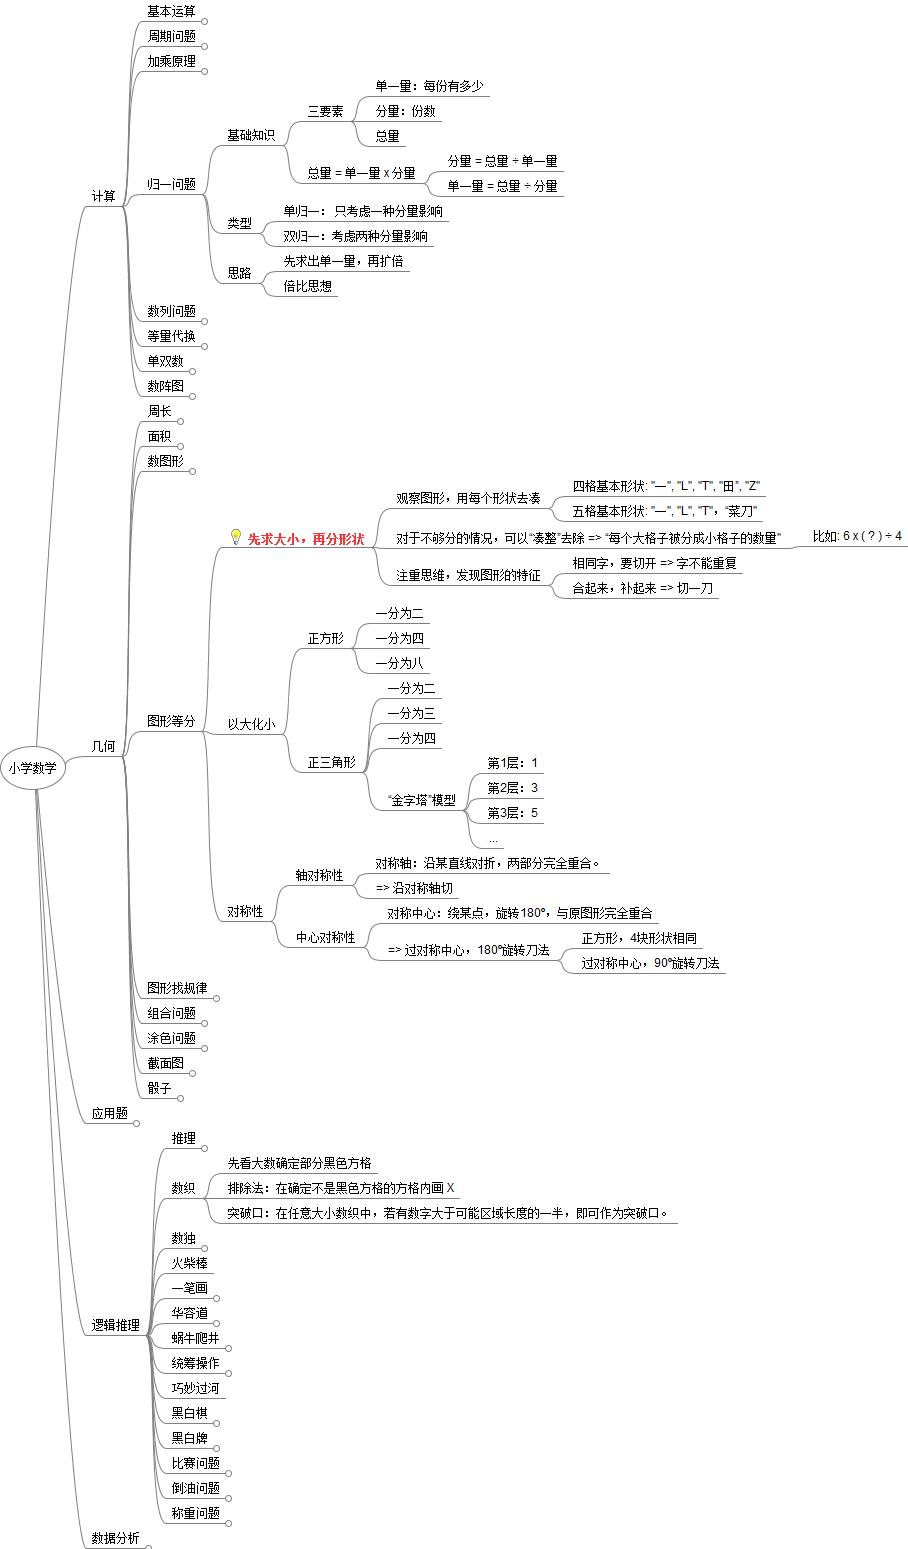 基本运算
周期问题
加乘原理
单一量：每份有多少
三要素
分量：份数
基础知识
总量
总量 = 单一量 x 分量
分量 = 总量 ÷ 单一量
单一量 = 总量 ÷ 分量
归一问题
计算
类型
单归一： 只考虑一种分量影响
双归一：考虑两种分量影响
思路
先求出单一量，再扩倍
倍比思想
数列问题
等量代换
单双数
数阵图
周长
面积
数图形
先求大小，再分形状
观察图形，用每个形状去凑
四格基本形状: "一", "L", "T", "田", "Z"
五格基本形状: "一", "L", "T"，"菜刀"
对于不够分的情况，可以“凑整”去除 => “每个大格子被分成小格子的数量”
比如: 6 x ( ? ) ÷ 4
注重思维，发现图形的特征
相同字，要切开 => 字不能重复
合起来，补起来 => 切一刀
正方形
一分为二
一分为四
一分为八
图形等分
以大化小
几何
小学数学
正三角形
一分为二
一分为三
一分为四
“金字塔”模型
第1层：1
第2层：3
第3层：5
...
对称性
轴对称性
对称轴：沿某直线对折，两部分完全重合。
=> 沿对称轴切
中心对称性
对称中心：绕某点，旋转180º，与原图形完全重合
=> 过对称中心，180º旋转刀法
正方形，4块形状相同
过对称中心，90º旋转刀法
图形找规律
组合问题
涂色问题
截面图
骰子
应用题
推理
数织
先看大数确定部分黑色方格
排除法：在确定不是黑色方格的方格内画 X
突破口：在任意大小数织中，若有数字大于可能区域长度的一半，即可作为突破口。
数独
火柴棒
一笔画
华容道
逻辑推理
蜗牛爬井
统筹操作
巧妙过河
黑白棋
黑白牌
比赛问题
倒油问题
称重问题
数据分析